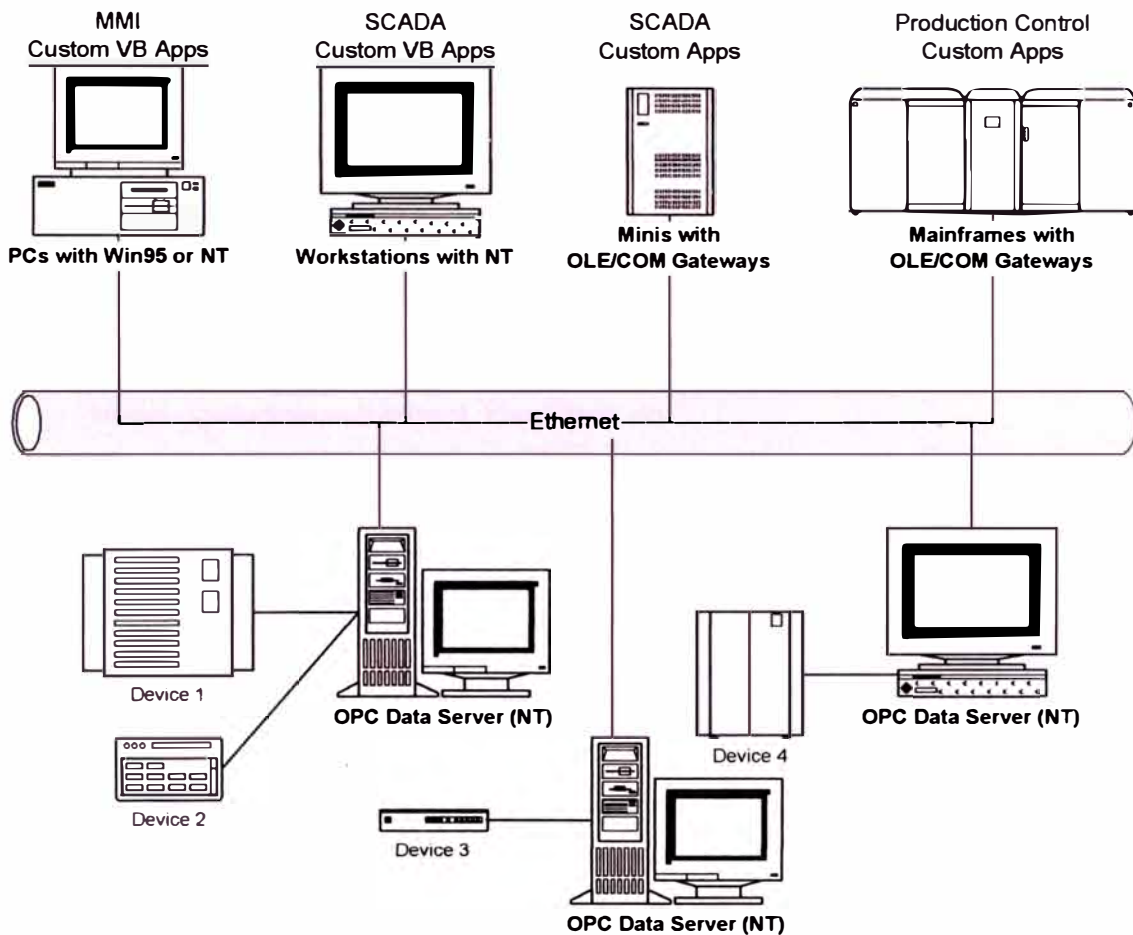 MMI
Custom VB Apps
SCADA
Custom VB Apps
SCADA
Custom Apps
Production Control
Custom Apps
PCs with Win95 or NT
Workstations with NT
Minis with
OLE/COM Gateways
Mainframes with
OLE/COM Gateways
Ethernet
Device 1
OPC Data Server (NT)
Device 2
Device 4
OPC Data Server (NT)
Device 3
OPC Data Server (NT)